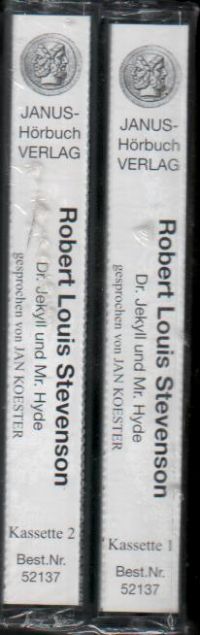 JANUS-
Hörbuch
VERLAG
Robert Louis Stevenson
Dr. Jekyll und Mr. Hyde
gesprochen von JAN KOESTER
Kassette 2
Best.Nr.
52137
JANUS-
Hörbuch
VERLAG
Robert Louis Stevenson
Dr. Jekyll und Mr. Hyde
gesprochen von JAN KOESTER
Kassette 1
Best.Nr.
52137